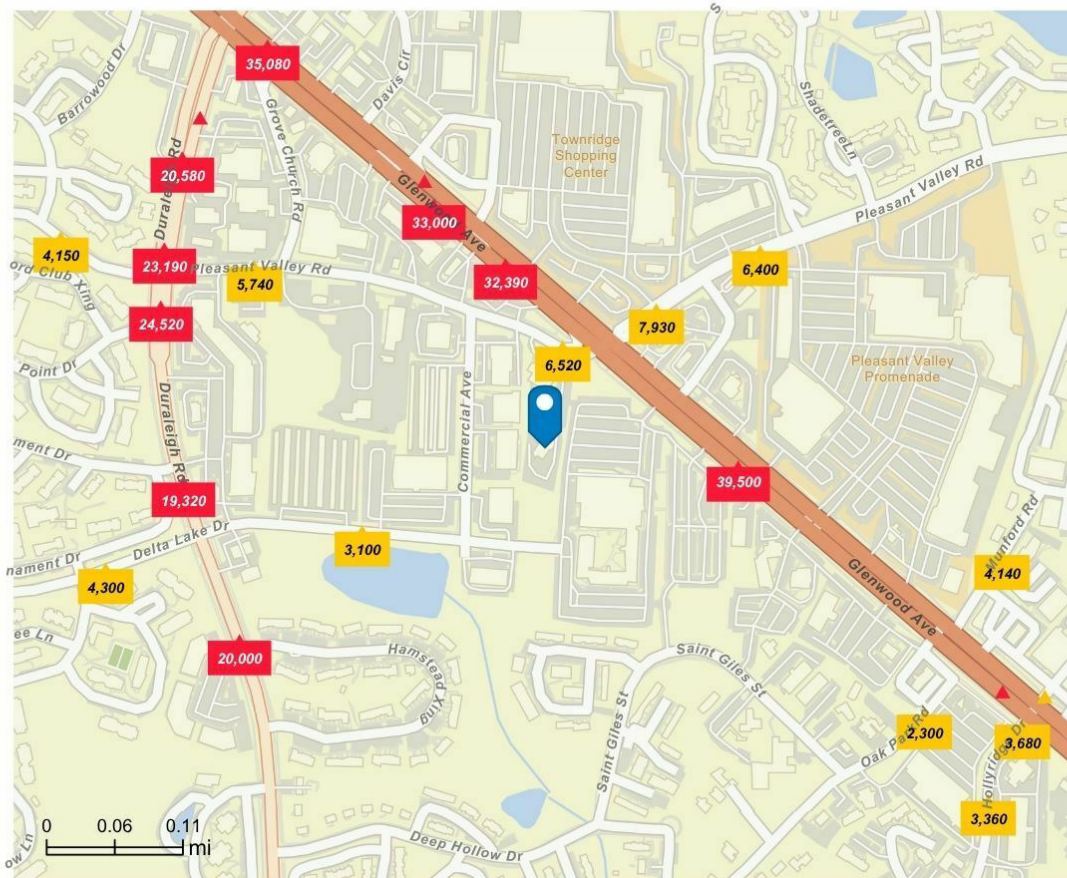 35,080
Barrowood Dr
Davis Cir
Grove Church Rd
Townridge
Shopping
Center
Shadetree Ln
S
Duraleigh Rd
20,580
Glenwood Ave
33,000
Pleasant Valley Rd
4,150
ord Club Xing
23,190
Pleasant Valley Rd
5,740
32,390
6,400
24,520
7,930
Point Dr
6,520
Pleasant Valley
Promenade
Duraleigh Rd
Commercial Ave
ment Dr
39,500
19,320
Munford Rd
Delta Lake Dr
3,100
nament Dr
4,300
4,140
Glenwood Ave
ee Ln
20,000
Hamstead Xing
Saint Giles St
Saint Giles St
Oak Park Rd
2,300
3,680
Hollyridge Dr
3,360
0 0.06 0.11
mi
Deep Hollow Dr
ow Ln